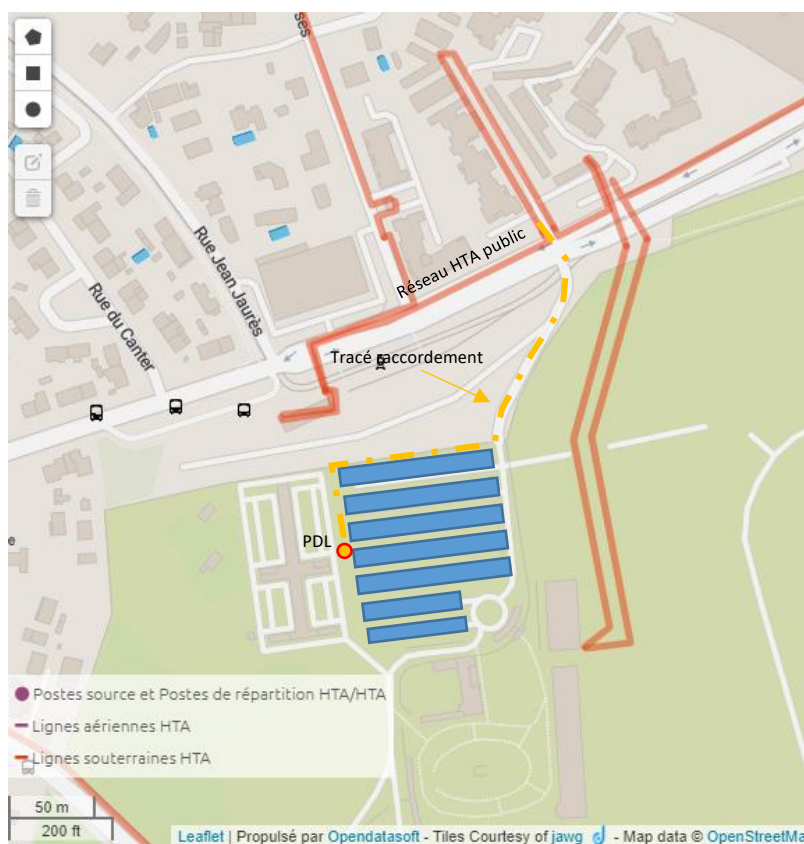 ses
Rue Jean Jaurès
Rue du Canter
Réseau HTA public
Tracé raccordement
PDL
e
Postes source et Postes de répartition HTA/HTA
Lignes aériennes HTA
Lignes souterraines HTA
50 m
200 ft
Leaflet | Propulsé par Opendatasoft - Tiles Courtesy of jawg - Map data © OpenStreetMa